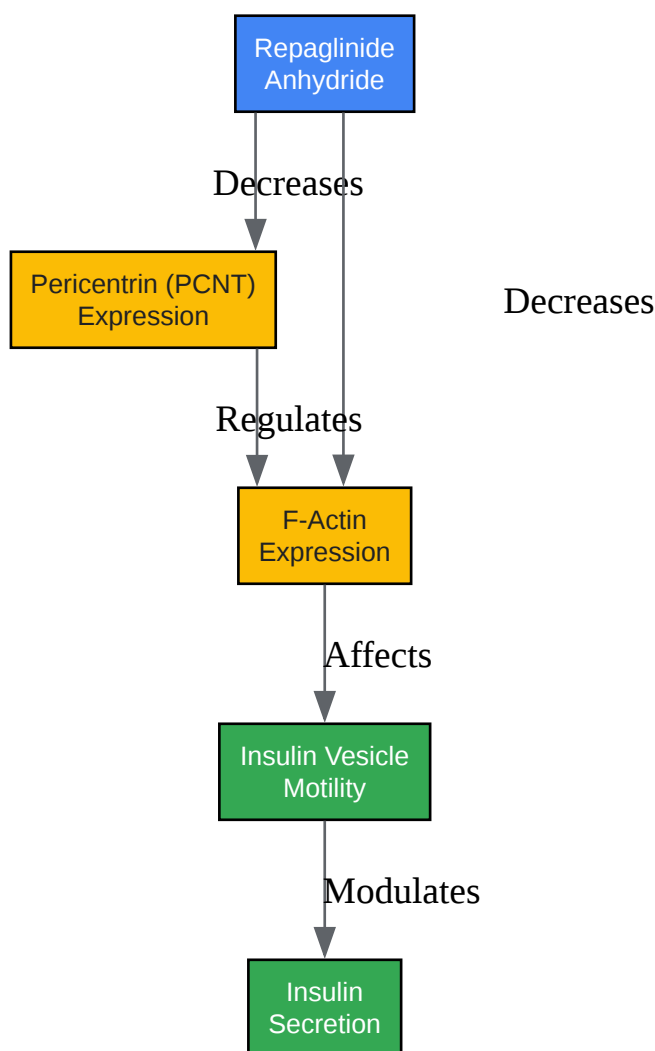 Repaglinide
Anhydride
Decreases
Pericentrin (PCNT)
Expression
Decreases
Regulates
F-Actin
Expression
Affects
Insulin Vesicle
Motility
Modulates
Insulin
Secretion